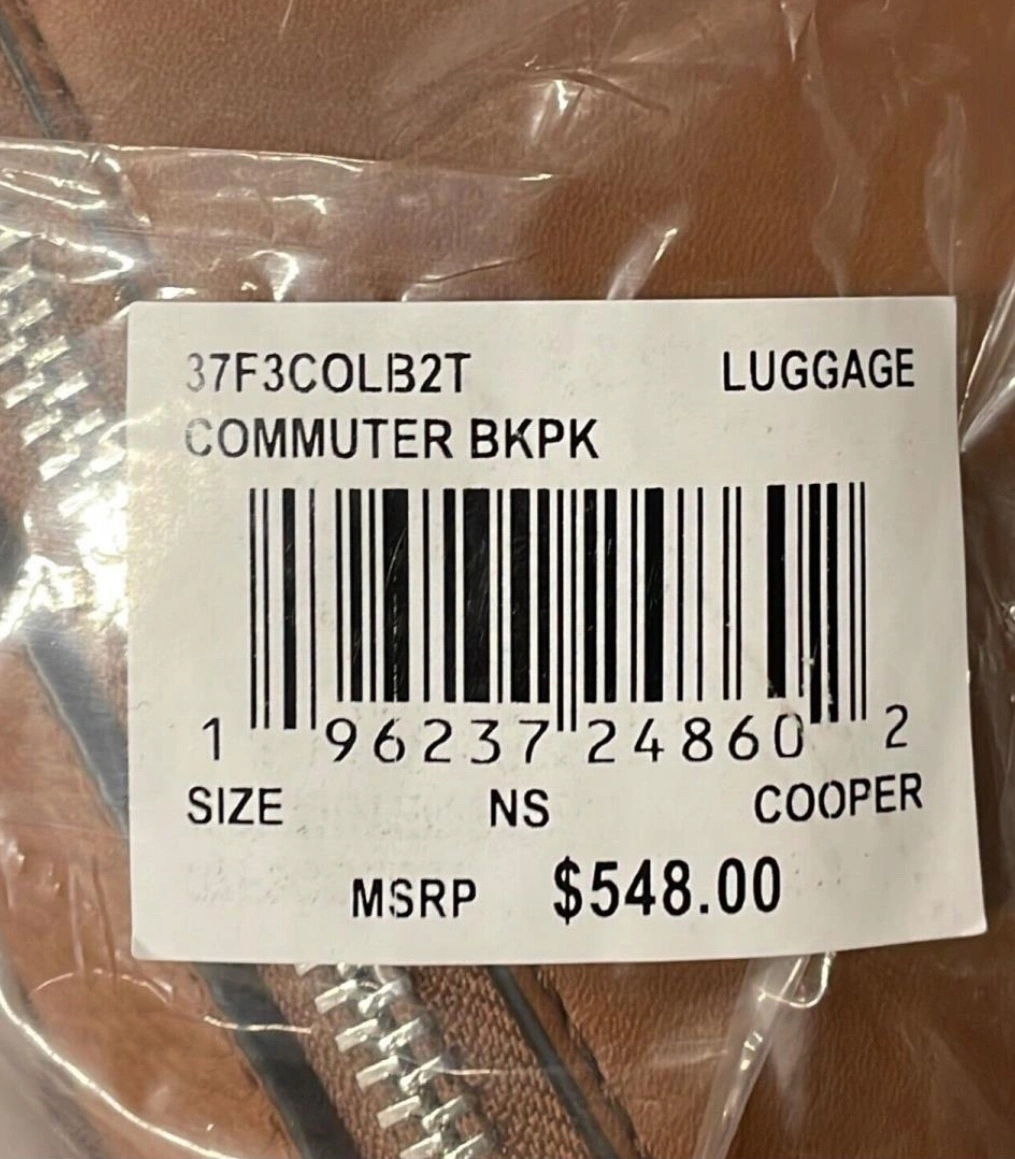 37F3COLB2T LUGGAGE
COMMUTER BKPK
1 96237 24860 2
SIZE NS COOPER
MSRP $548.00